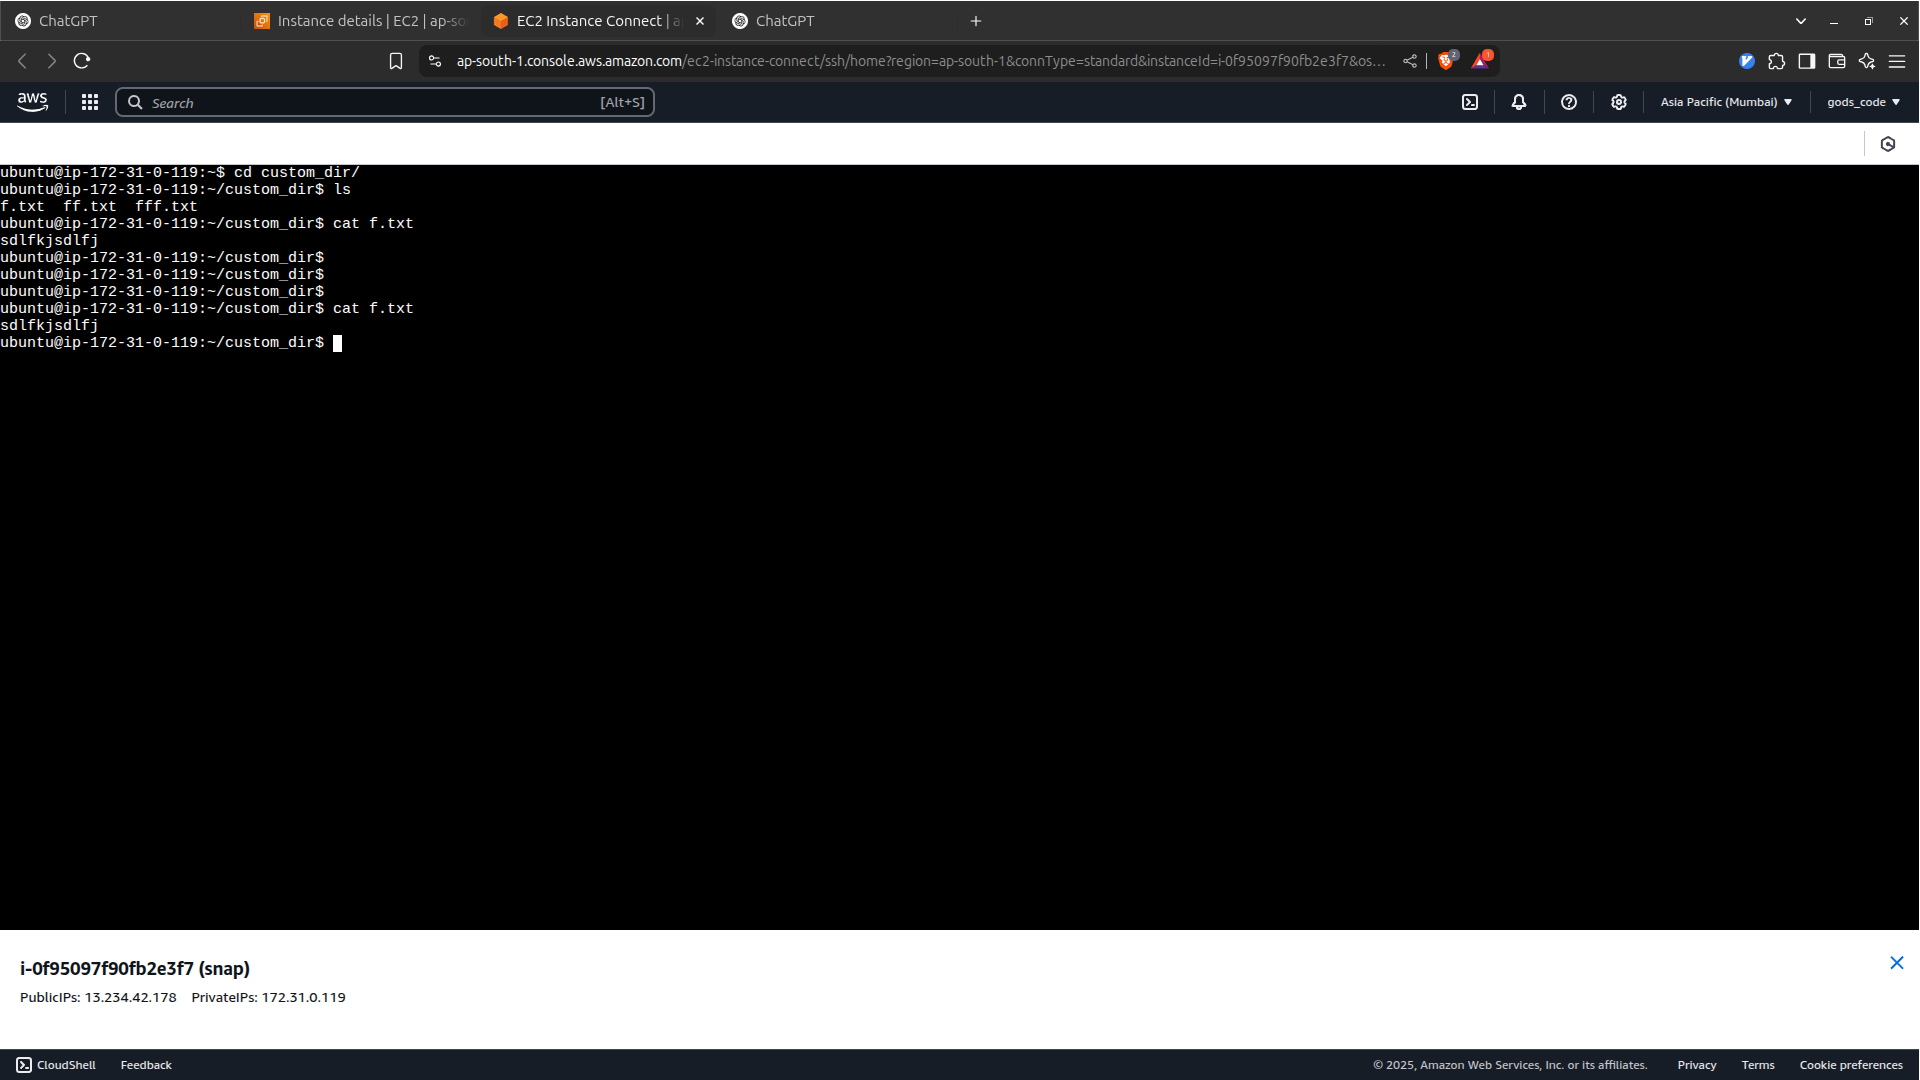 ChatGPT
Instance details | EC2 | ap-so
EC2 Instance Connect | a
ChatGPT
ap-south-1.console.aws.amazon.com/ec2-instance-connect/ssh/home?region=ap-south-1&connType=standard&instanceId=i-0f95097f90fb2e3f7&os...
2
1
aws
Search
[Alt+S]
Asia Pacific (Mumbai)
gods_code
ubuntu@ip-172-31-0-119:~$ cd custom_dir/
ubuntu@ip-172-31-0-119:~/custom_dir$ ls
f.txt  ff.txt  fff.txt
ubuntu@ip-172-31-0-119:~/custom_dir$ cat f.txt
sdlfkjsdlfj
ubuntu@ip-172-31-0-119:~/custom_dir$
ubuntu@ip-172-31-0-119:~/custom_dir$
ubuntu@ip-172-31-0-119:~/custom_dir$
ubuntu@ip-172-31-0-119:~/custom_dir$ cat f.txt
sdlfkjsdlfj
ubuntu@ip-172-31-0-119:~/custom_dir$
i-0f95097f90fb2e3f7 (snap)
PublicIPs: 13.234.42.178 PrivateIPs: 172.31.0.119
CloudShell
Feedback
© 2025, Amazon Web Services, Inc. or its affiliates.
Privacy
Terms
Cookie preferences